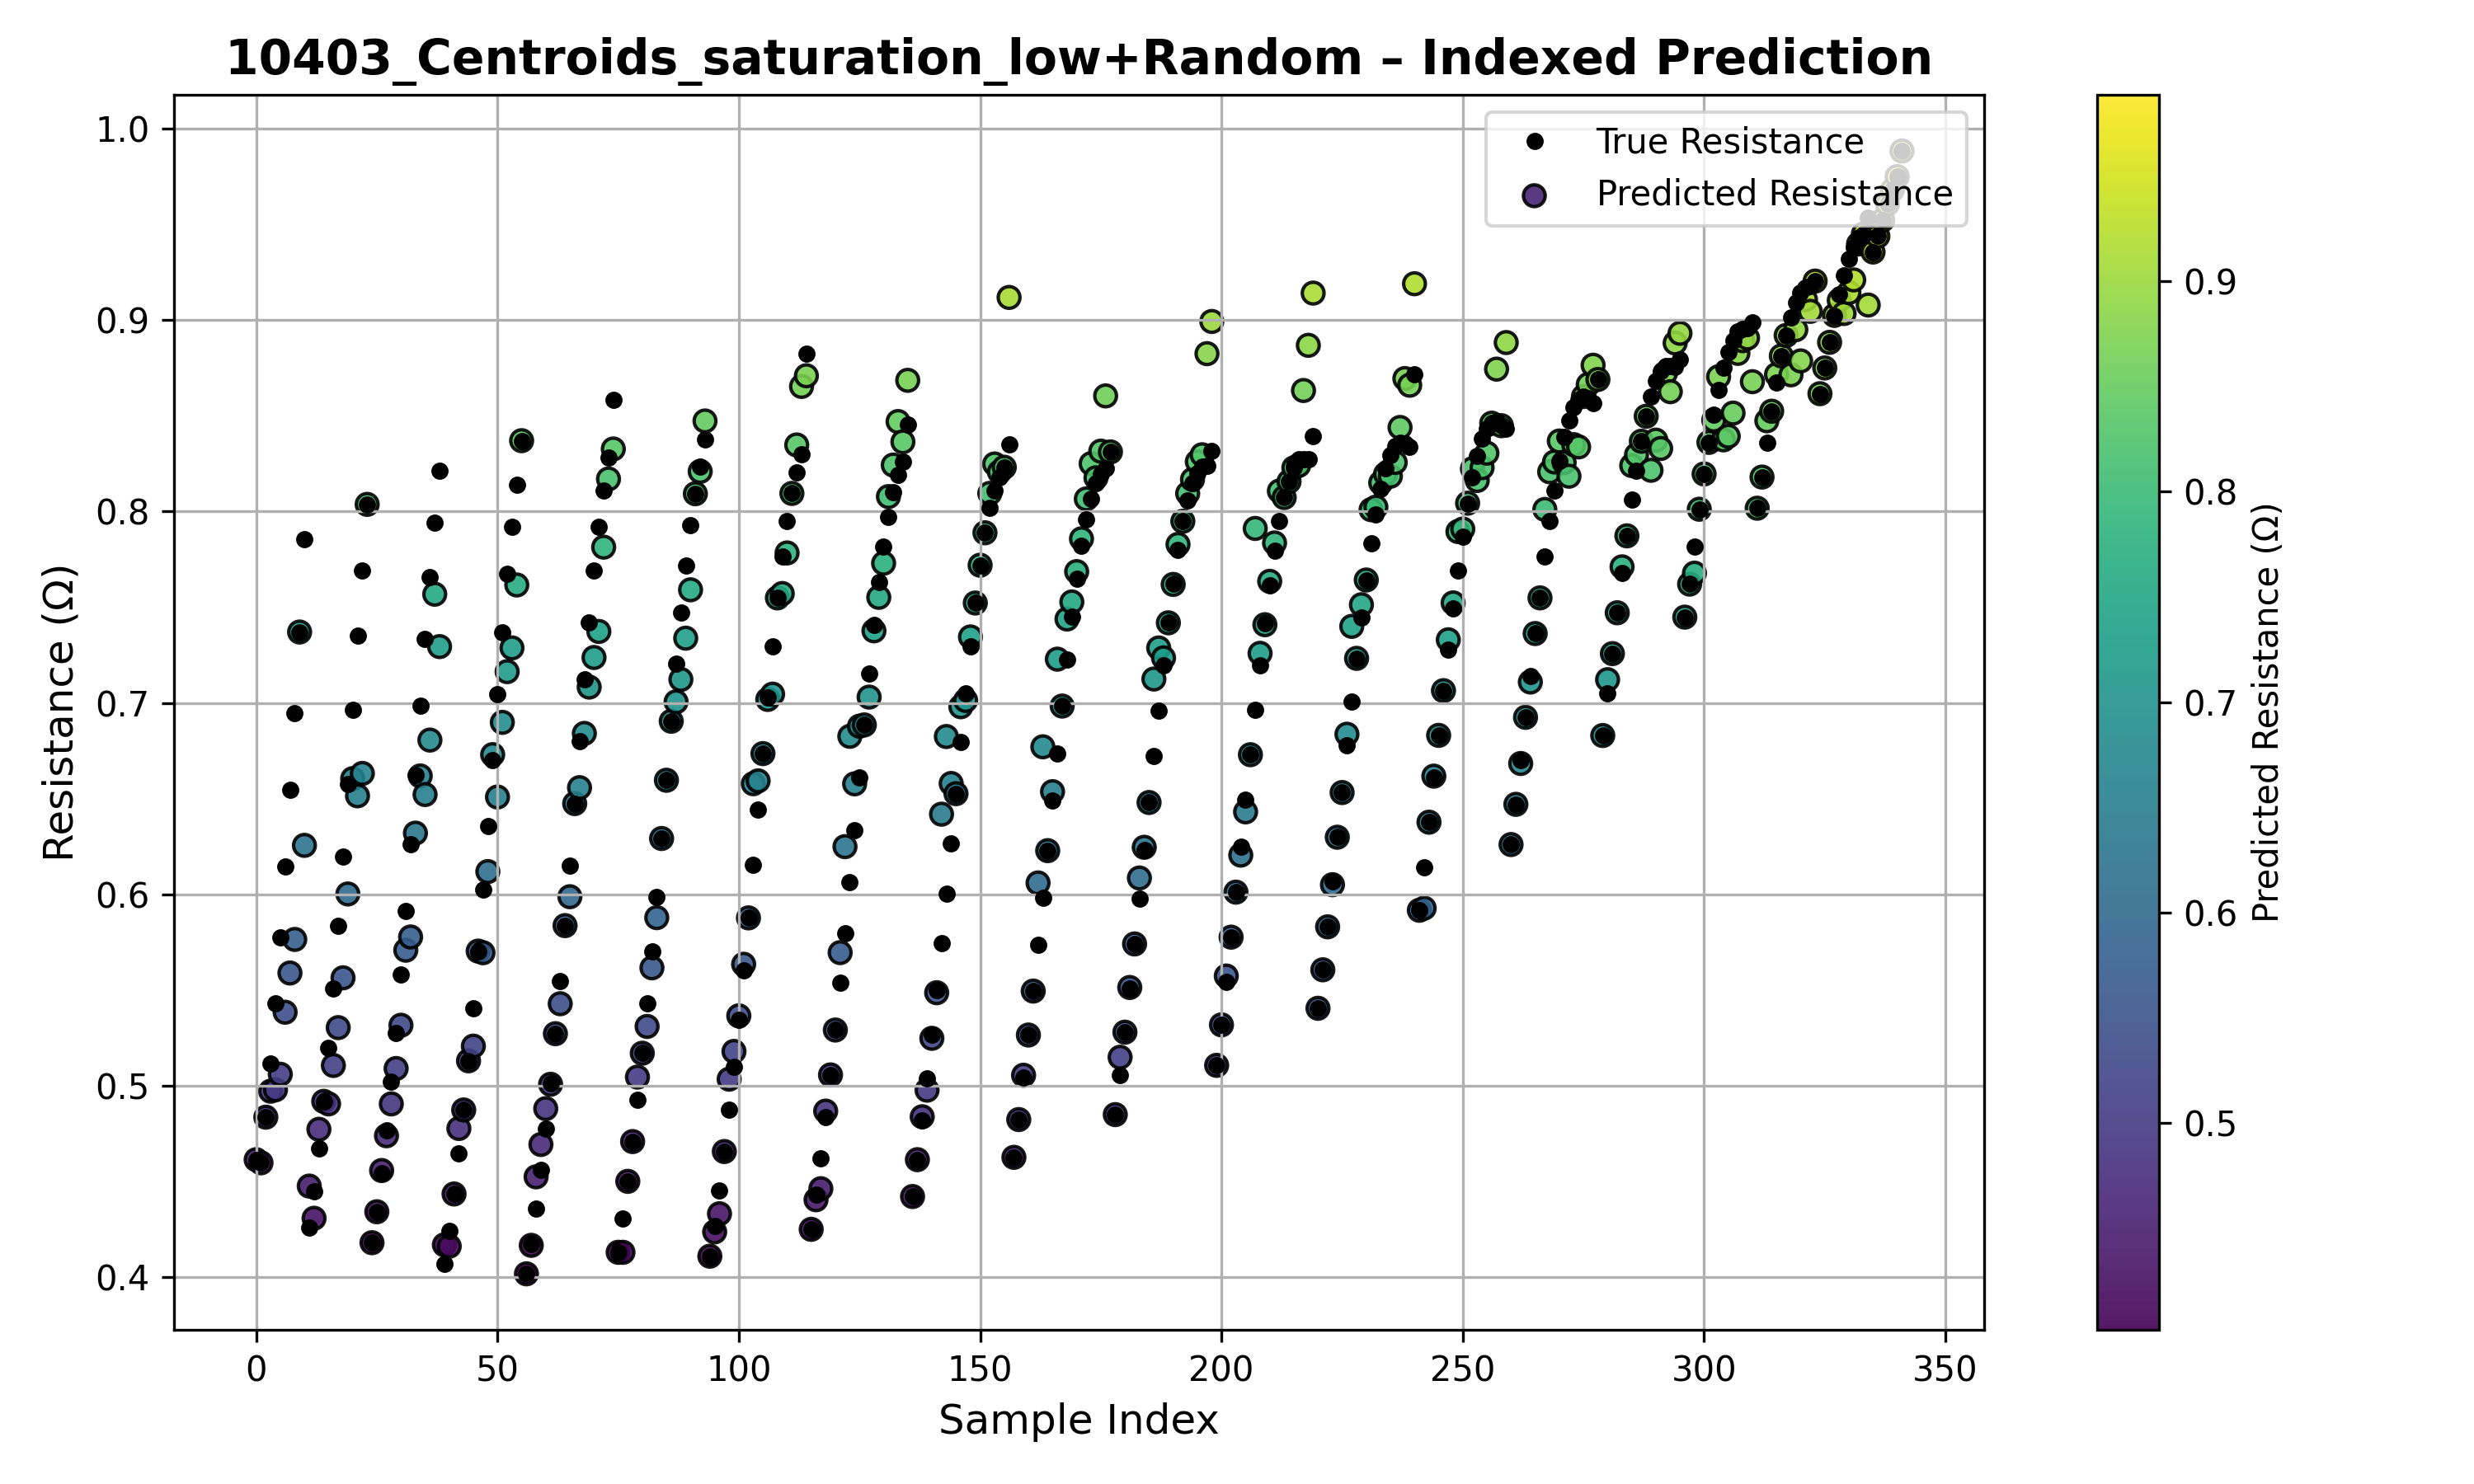 10403_Centroids_saturation_low+Random – Indexed Prediction
True Resistance
Predicted Resistance
1.0
0.9
0.8
0.7
0.6
0.5
0.4
Resistance (Ω)
0 50 100 150 200 250 300 350
Sample Index
0.9
0.8
0.7
0.6
0.5
Predicted Resistance (Ω)